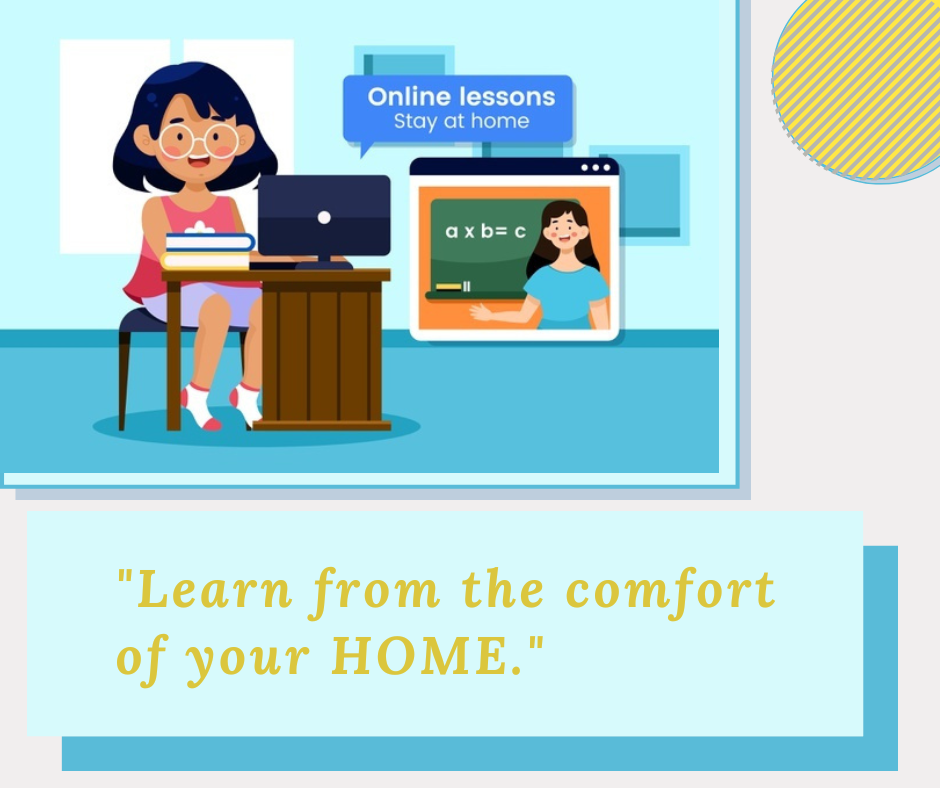 Online lessons
Stay at home
a x b= c
"Learn from the comfort
of your HOME."